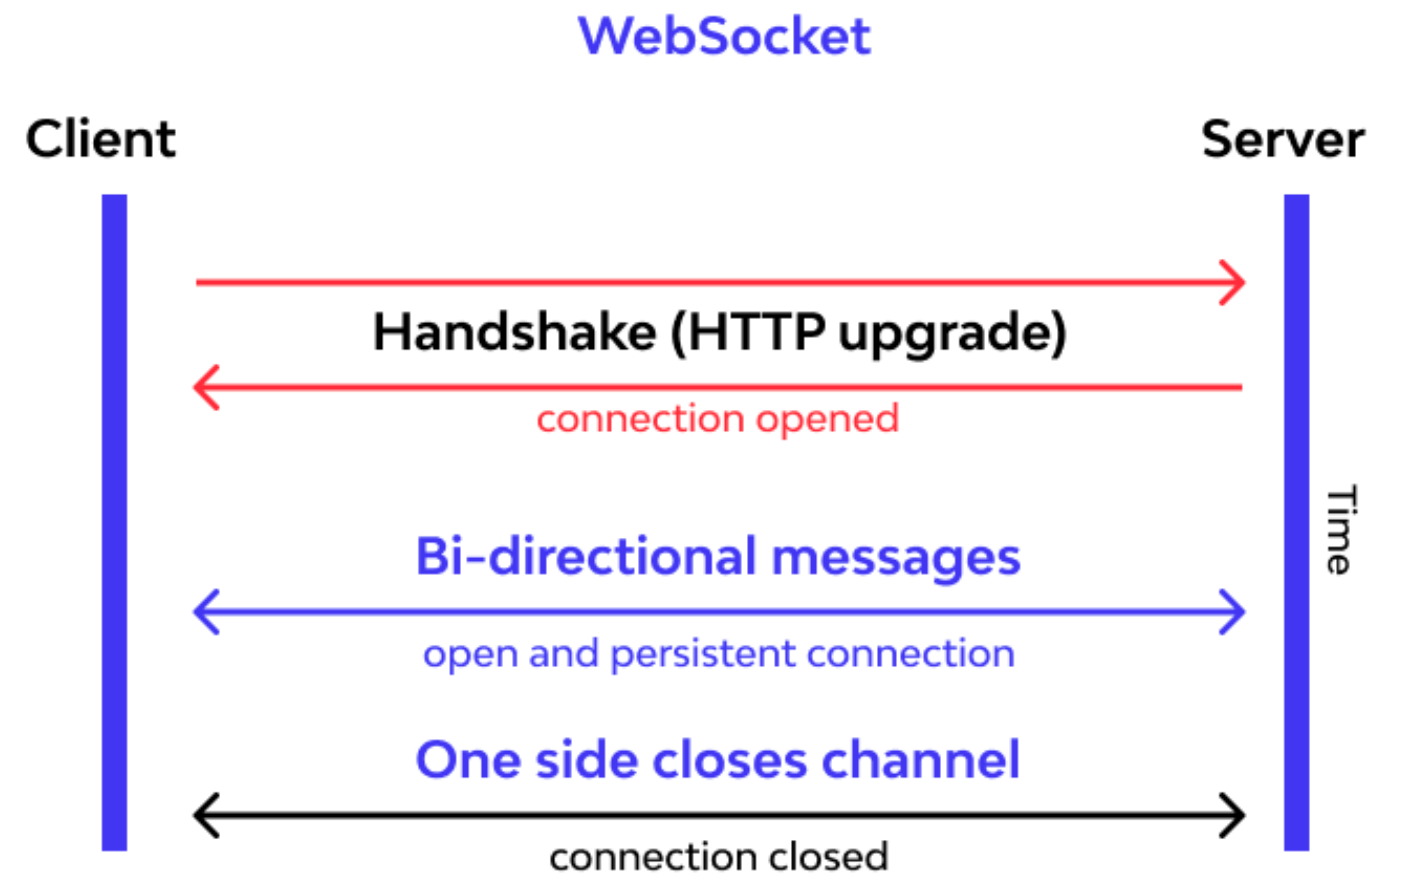 WebSocket
Client
Server
Handshake (HTTP upgrade)
connection opened
Time
Bi-directional messages
open and persistent connection
One side closes channel
connection closed